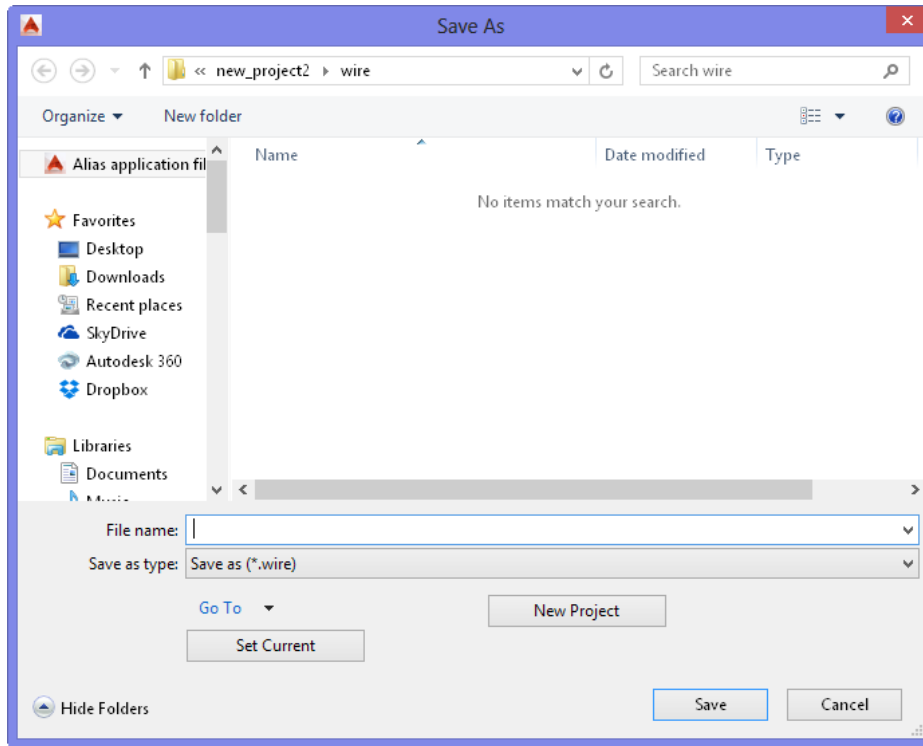 Save As
« new_project2 ▸ wire
Search wire
Organize
New folder
Alias application fil
Name
Date modified
Type
No items match your search.
Favorites
Desktop
Downloads
Recent places
SkyDrive
Autodesk 360
Dropbox
Libraries
Documents
Music
File name:
Save as type: Save as (*.wire)
Go To
New Project
Set Current
Hide Folders
Save
Cancel